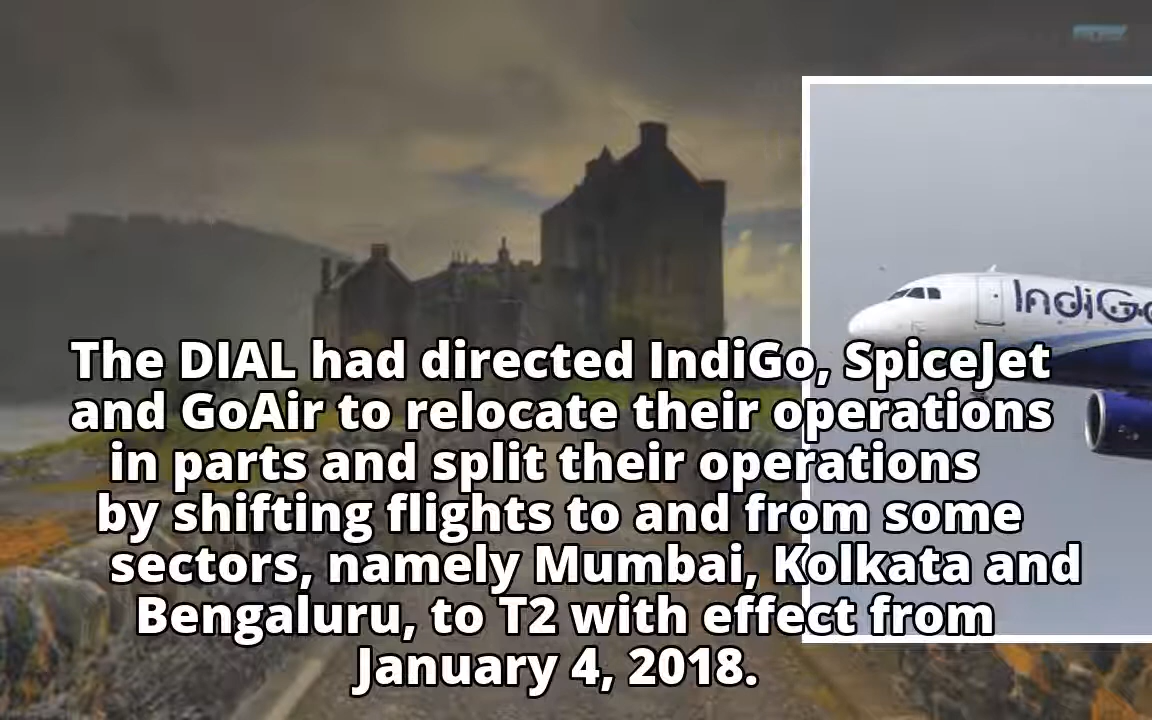 IndiGo
The DIAL had directed IndiGo, SpiceJet
and GoAir to relocate their operations
in parts and split their operations
by shifting flights to and from some
sectors, namely Mumbai, Kolkata and
Bengaluru, to T2 with effect from
January 4, 2018.